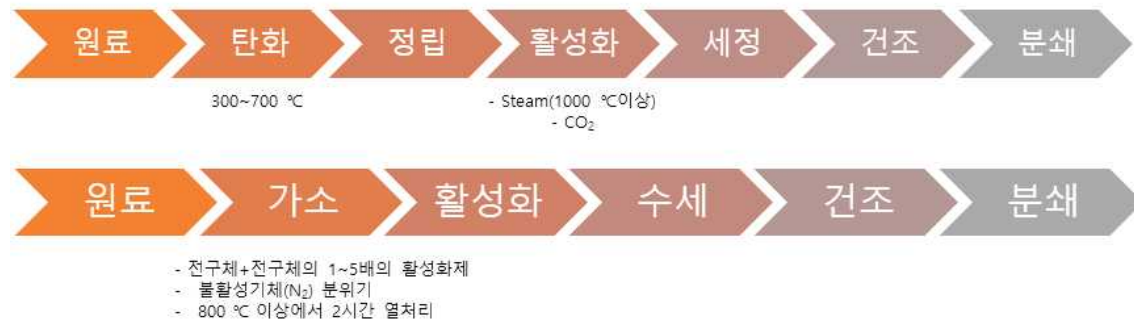 원료 탄화 정립 활성화 세정 건조 분쇄
300~700 ℃
- Steam(1000 ℃이상)
- CO₂
원료 가소 활성화 수세 건조 분쇄
- 전구체+전구체의 1~5배의 활성화제
- 불활성기체(N₂) 분위기
- 800 ℃ 이상에서 2시간 열처리